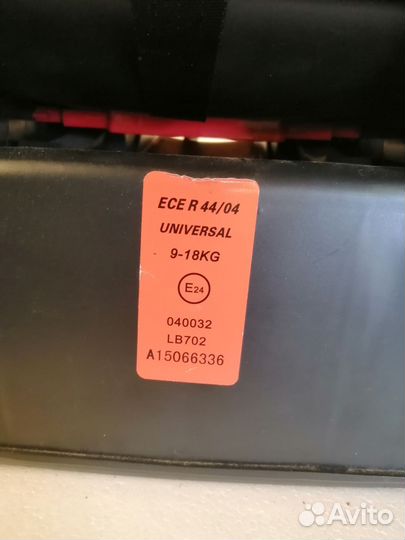 ECE R 44/04
UNIVERSAL
9-18KG
E24
040032
LB702
A15066336
Avito